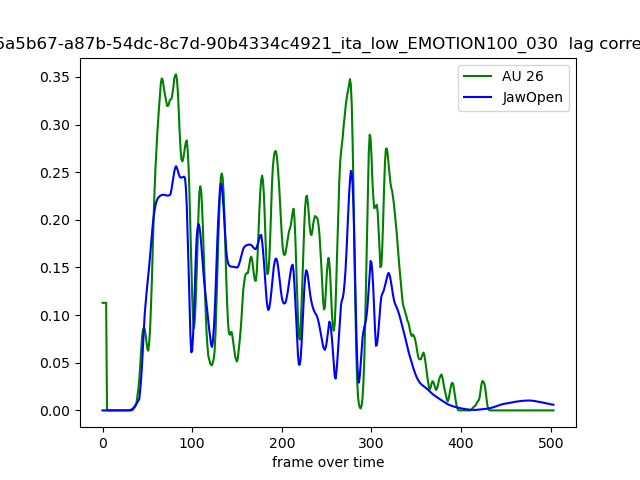 6a5b67-a87b-54dc-8c7d-90b4334c4921_ita_low_EMOTION100_030 lag corre
AU 26
JawOpen
0.35
0.30
0.25
0.20
0.15
0.10
0.05
0.00
0 100 200 300 400 500
frame over time